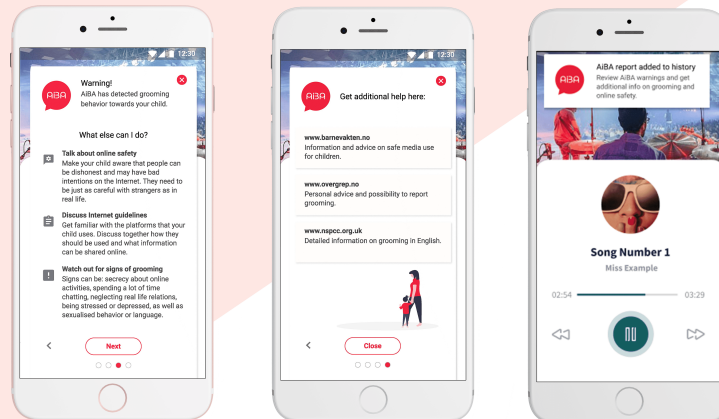 12:30
AiBA
Warning!
AiBA has detected grooming
behavior towards your child.
What else can I do?
Talk about online safety
Make your child aware that people can
be dishonest and may have bad
intentions on the Internet. They need to
be just as careful with strangers as in
real life.
Discuss Internet guidelines
Get familiar with the platforms that your
child uses. Discuss together how they
should be used and what information
can be shared online.
Watch out for signs of grooming
Signs can be: secrecy about online
activities, spending a lot of time
chatting, neglecting real life relations,
being stressed or depressed, as well as
sexualised behavior or language.
Next
12:30
AiBA
Get additional help here:
www.barnevakten.no
Information and advice on safe media use
for children.
www.overgrep.no
Personal advice and possibility to report
grooming.
www.nspcc.org.uk
Detailed information on grooming in English.
Close
AiBA
AiBA report added to history
Review AiBA warnings and get
additional info on grooming and
online safety.
Song Number 1
Miss Example
02:54
03:29